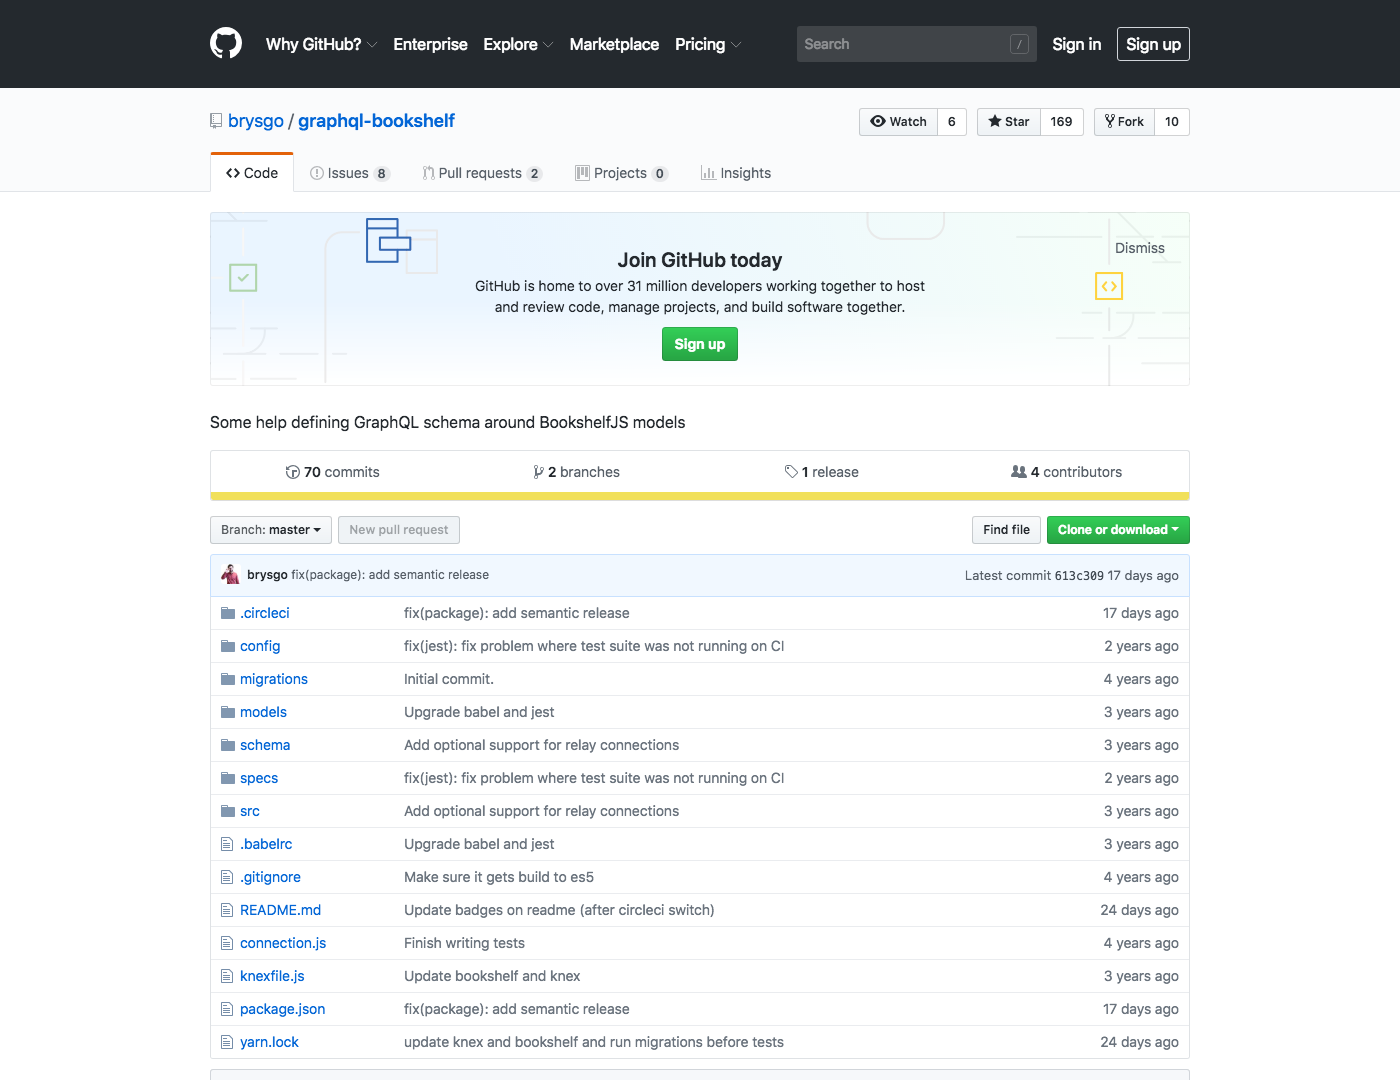 Why GitHub? Enterprise Explore Marketplace Pricing Search / Sign in Sign up
brysgo / graphql-bookshelf Watch 6 Star 169 Fork 10
Code Issues 8 Pull requests 2 Projects 0 Insights
Dismiss
Join GitHub today
GitHub is home to over 31 million developers working together to host
and review code, manage projects, and build software together.
Sign up
Some help defining GraphQL schema around BookshelfJS models
70 commits 2 branches 1 release 4 contributors
Branch: master New pull request Find file Clone or download
brysgo fix(package): add semantic release Latest commit 613c309 17 days ago
.circleci fix(package): add semantic release 17 days ago
config fix(jest): fix problem where test suite was not running on CI 2 years ago
migrations Initial commit. 4 years ago
models Upgrade babel and jest 3 years ago
schema Add optional support for relay connections 3 years ago
specs fix(jest): fix problem where test suite was not running on CI 2 years ago
src Add optional support for relay connections 3 years ago
.babelrc Upgrade babel and jest 3 years ago
.gitignore Make sure it gets build to es5 4 years ago
README.md Update badges on readme (after circleci switch) 24 days ago
connection.js Finish writing tests 4 years ago
knexfile.js Update bookshelf and knex 3 years ago
package.json fix(package): add semantic release 17 days ago
yarn.lock update knex and bookshelf and run migrations before tests 24 days ago